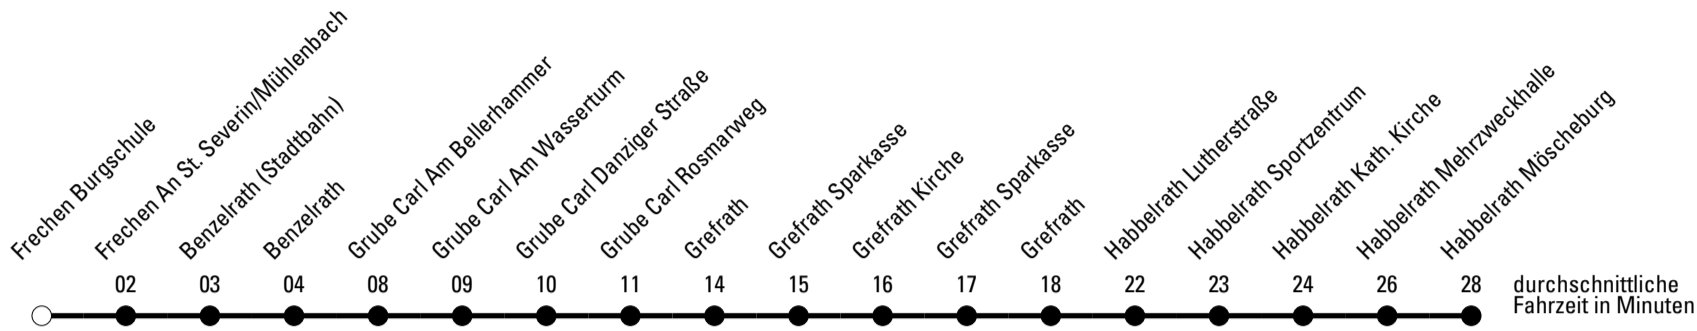 Frechen Burgschule
Frechen An St. Severin/Mühlenbach
Benzelrath (Stadtbahn)
Benzelrath
Grube Carl Am Bellerhammer
Grube Carl Am Wasserturm
Grube Carl Danziger Straße
Grube Carl Rosmarweg
Grefrath
Grefrath Sparkasse
Grefrath Kirche
Grefrath Sparkasse
Grefrath
Habbelrath Lutherstraße
Habbelrath Sportzentrum
Habbelrath Kath. Kirche
Habbelrath Mehrzweckhalle
Habbelrath Möscheburg
02 03 04 08 09 10 11 14 15 16 17 18 22 23 24 26 28
durchschnittliche
Fahrzeit in Minuten